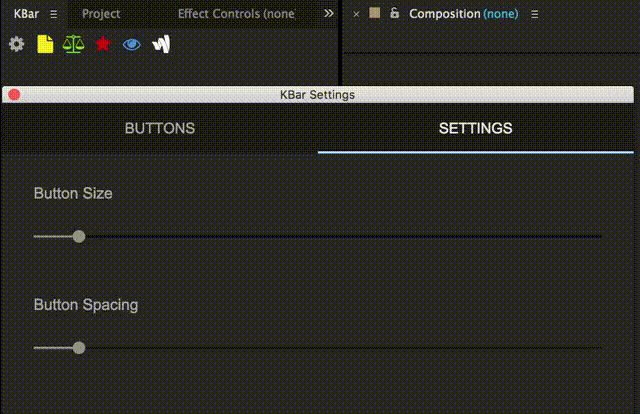 KBar Project Effect Controls (none) Composition (none)
KBar Settings
BUTTONS SETTINGS
Button Size
Button Spacing